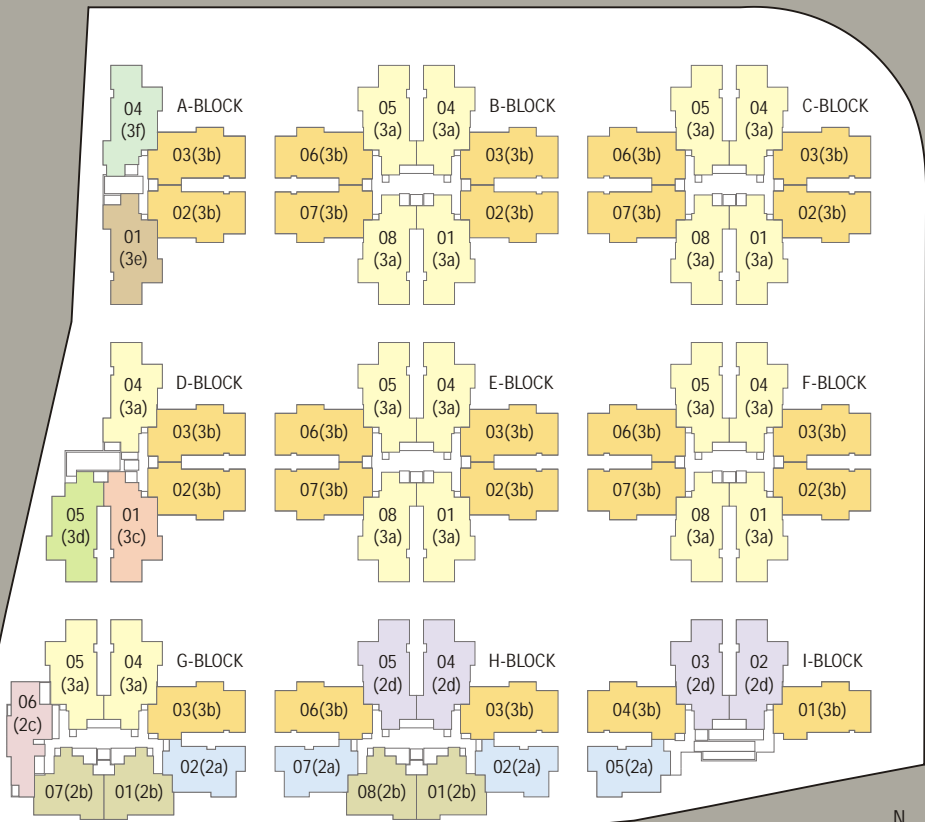 04
(3f)
A-BLOCK
03(3b)
02(3b)
01
(3e)
05
(3a)
04
(3a)
B-BLOCK
06(3b)
03(3b)
07(3b)
02(3b)
08
(3a)
01
(3a)
05
(3a)
04
(3a)
C-BLOCK
06(3b)
03(3b)
07(3b)
02(3b)
08
(3a)
01
(3a)
04
(3a)
D-BLOCK
03(3b)
02(3b)
05
(3d)
01
(3c)
05
(3a)
04
(3a)
E-BLOCK
06(3b)
03(3b)
07(3b)
02(3b)
08
(3a)
01
(3a)
05
(3a)
04
(3a)
F-BLOCK
06(3b)
03(3b)
07(3b)
02(3b)
08
(3a)
01
(3a)
05
(3a)
04
(3a)
G-BLOCK
06
(2c)
03(3b)
02(2a)
07(2b)
01(2b)
05
(2d)
04
(2d)
H-BLOCK
06(3b)
03(3b)
07(2a)
02(2a)
08(2b)
01(2b)
03
(2d)
02
(2d)
I-BLOCK
04(3b)
01(3b)
05(2a)
N